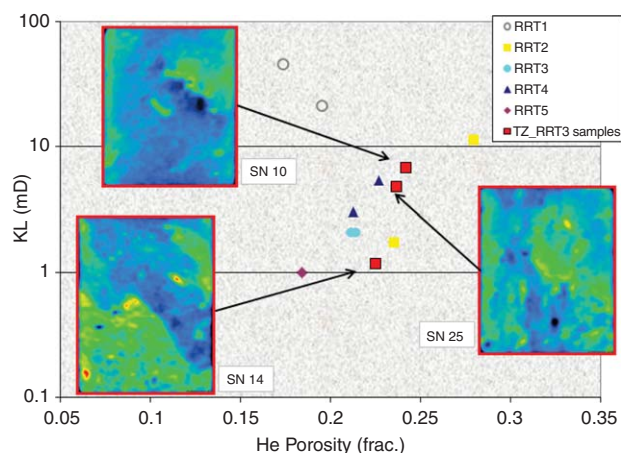 100
10
1
0.1
KL (mD)
SN 10
SN 14
SN 25
RRT1
RRT2
RRT3
RRT4
RRT5
TZ_RRT3 samples
0.05
0.1
0.15
0.2
0.25
0.3
0.35
He Porosity (frac.)